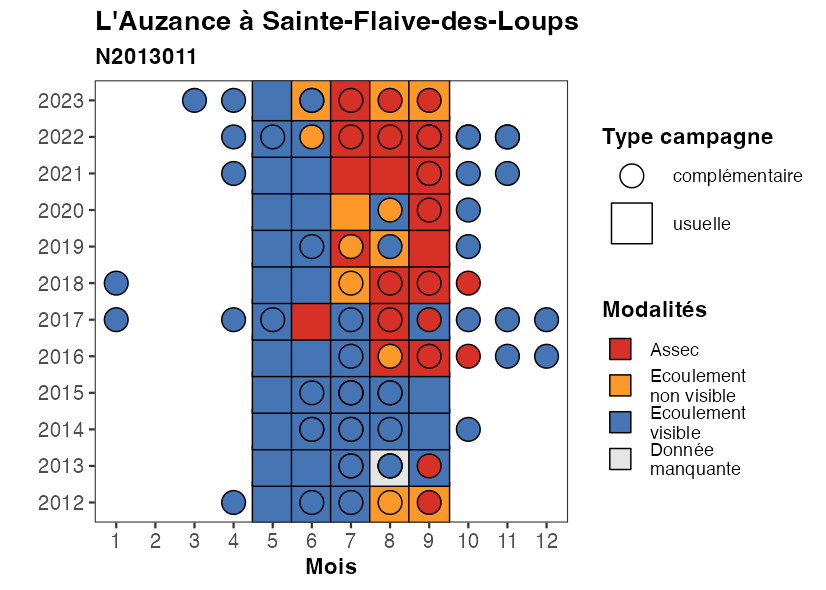 L'Auzance à Sainte-Flaive-des-Loups
N2013011
2023
2022
2021
2020
2019
2018
2017
2016
2015
2014
2013
2012
1 2 3 4 5 6 7 8 9 10 11 12
Mois
Type campagne
complémentaire
usuelle
Modalités
Assec
Ecoulement
non visible
Ecoulement
visible
Donnée
manquante